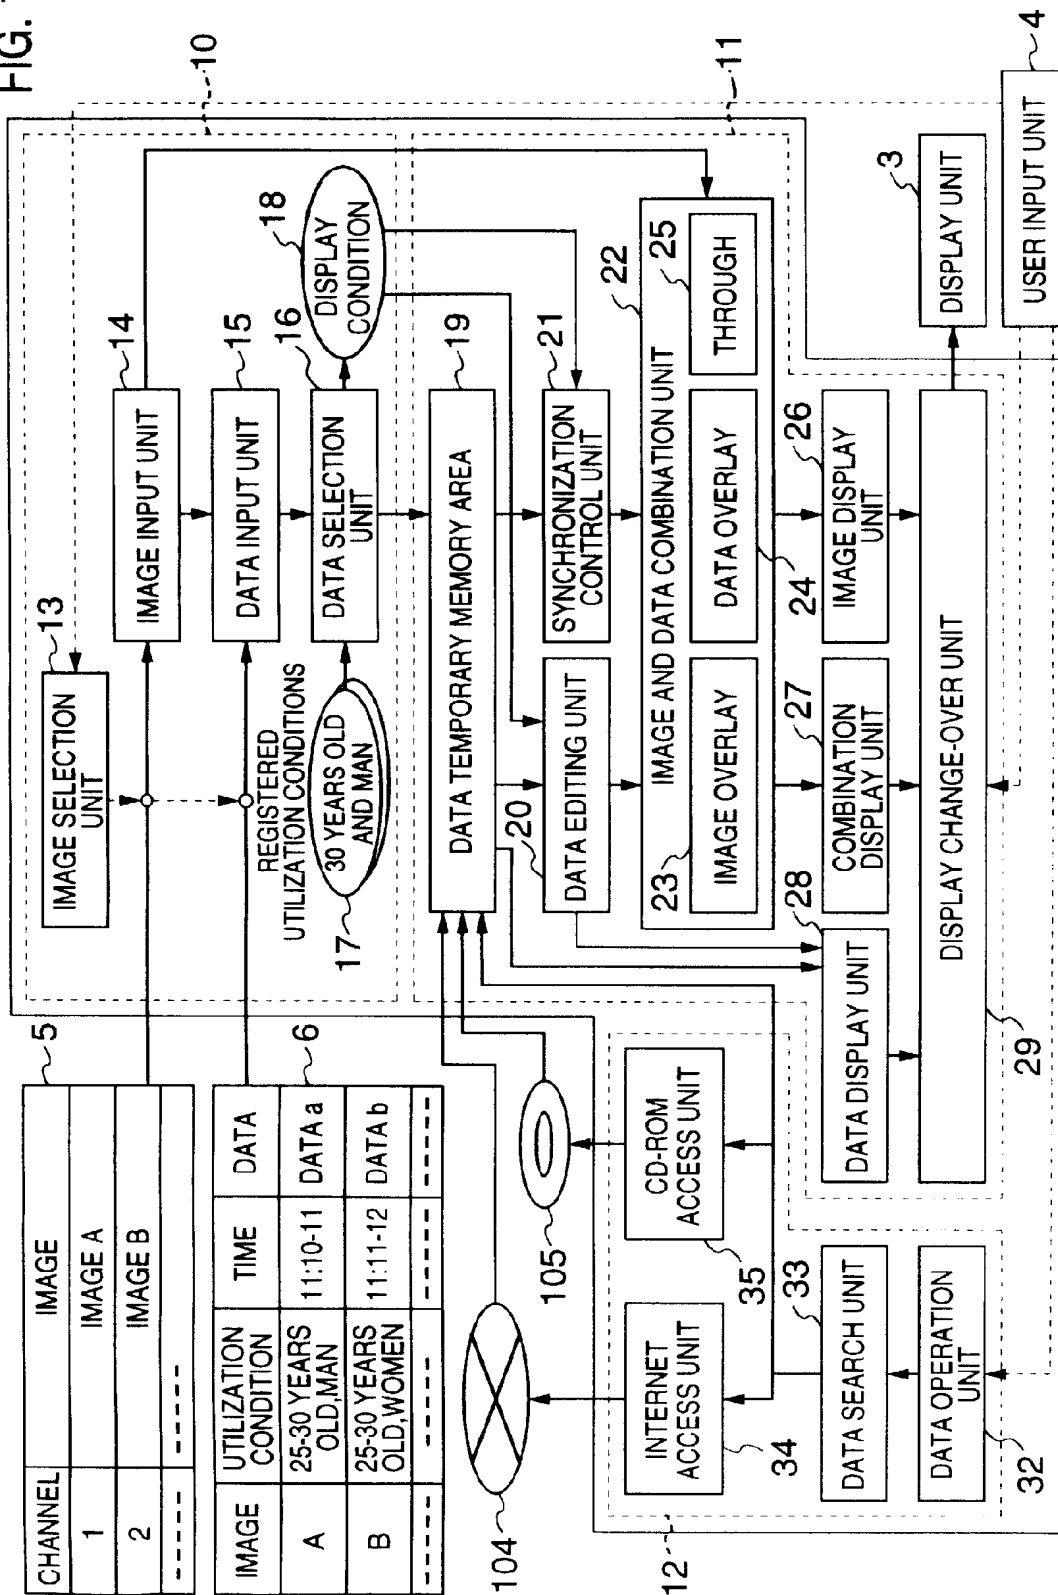 FIG.
CHANNEL
IMAGE
1
IMAGE A
2
IMAGE B
5
IMAGE
UTILIZATION
CONDITION
TIME
DATA
A
25-30 YEARS
OLD,MAN
11:10-11
DATA a
B
25-30 YEARS
OLD,WOMEN
11:11-12
DATA b
6
10
13
IMAGE SELECTION
UNIT
14
IMAGE INPUT UNIT
15
DATA INPUT UNIT
16
DATA SELECTION
UNIT
REGISTERED
UTILIZATION CONDITIONS
30 YEARS OLD
AND MAN
17
18
DISPLAY
CONDITION
11
19
DATA TEMPORARY MEMORY AREA
20
DATA EDITING UNIT
21
SYNCHRONIZATION
CONTROL UNIT
22
IMAGE AND DATA COMBINATION UNIT
23
IMAGE OVERLAY
24
DATA OVERLAY
25
THROUGH
26
IMAGE DISPLAY
UNIT
27
COMBINATION
DISPLAY UNIT
28
DATA DISPLAY UNIT
29
DISPLAY CHANGE-OVER UNIT
3
DISPLAY UNIT
4
USER INPUT UNIT
104
105
12
34
INTERNET
ACCESS UNIT
35
CD-ROM
ACCESS UNIT
33
DATA SEARCH UNIT
32
DATA OPERATION
UNIT